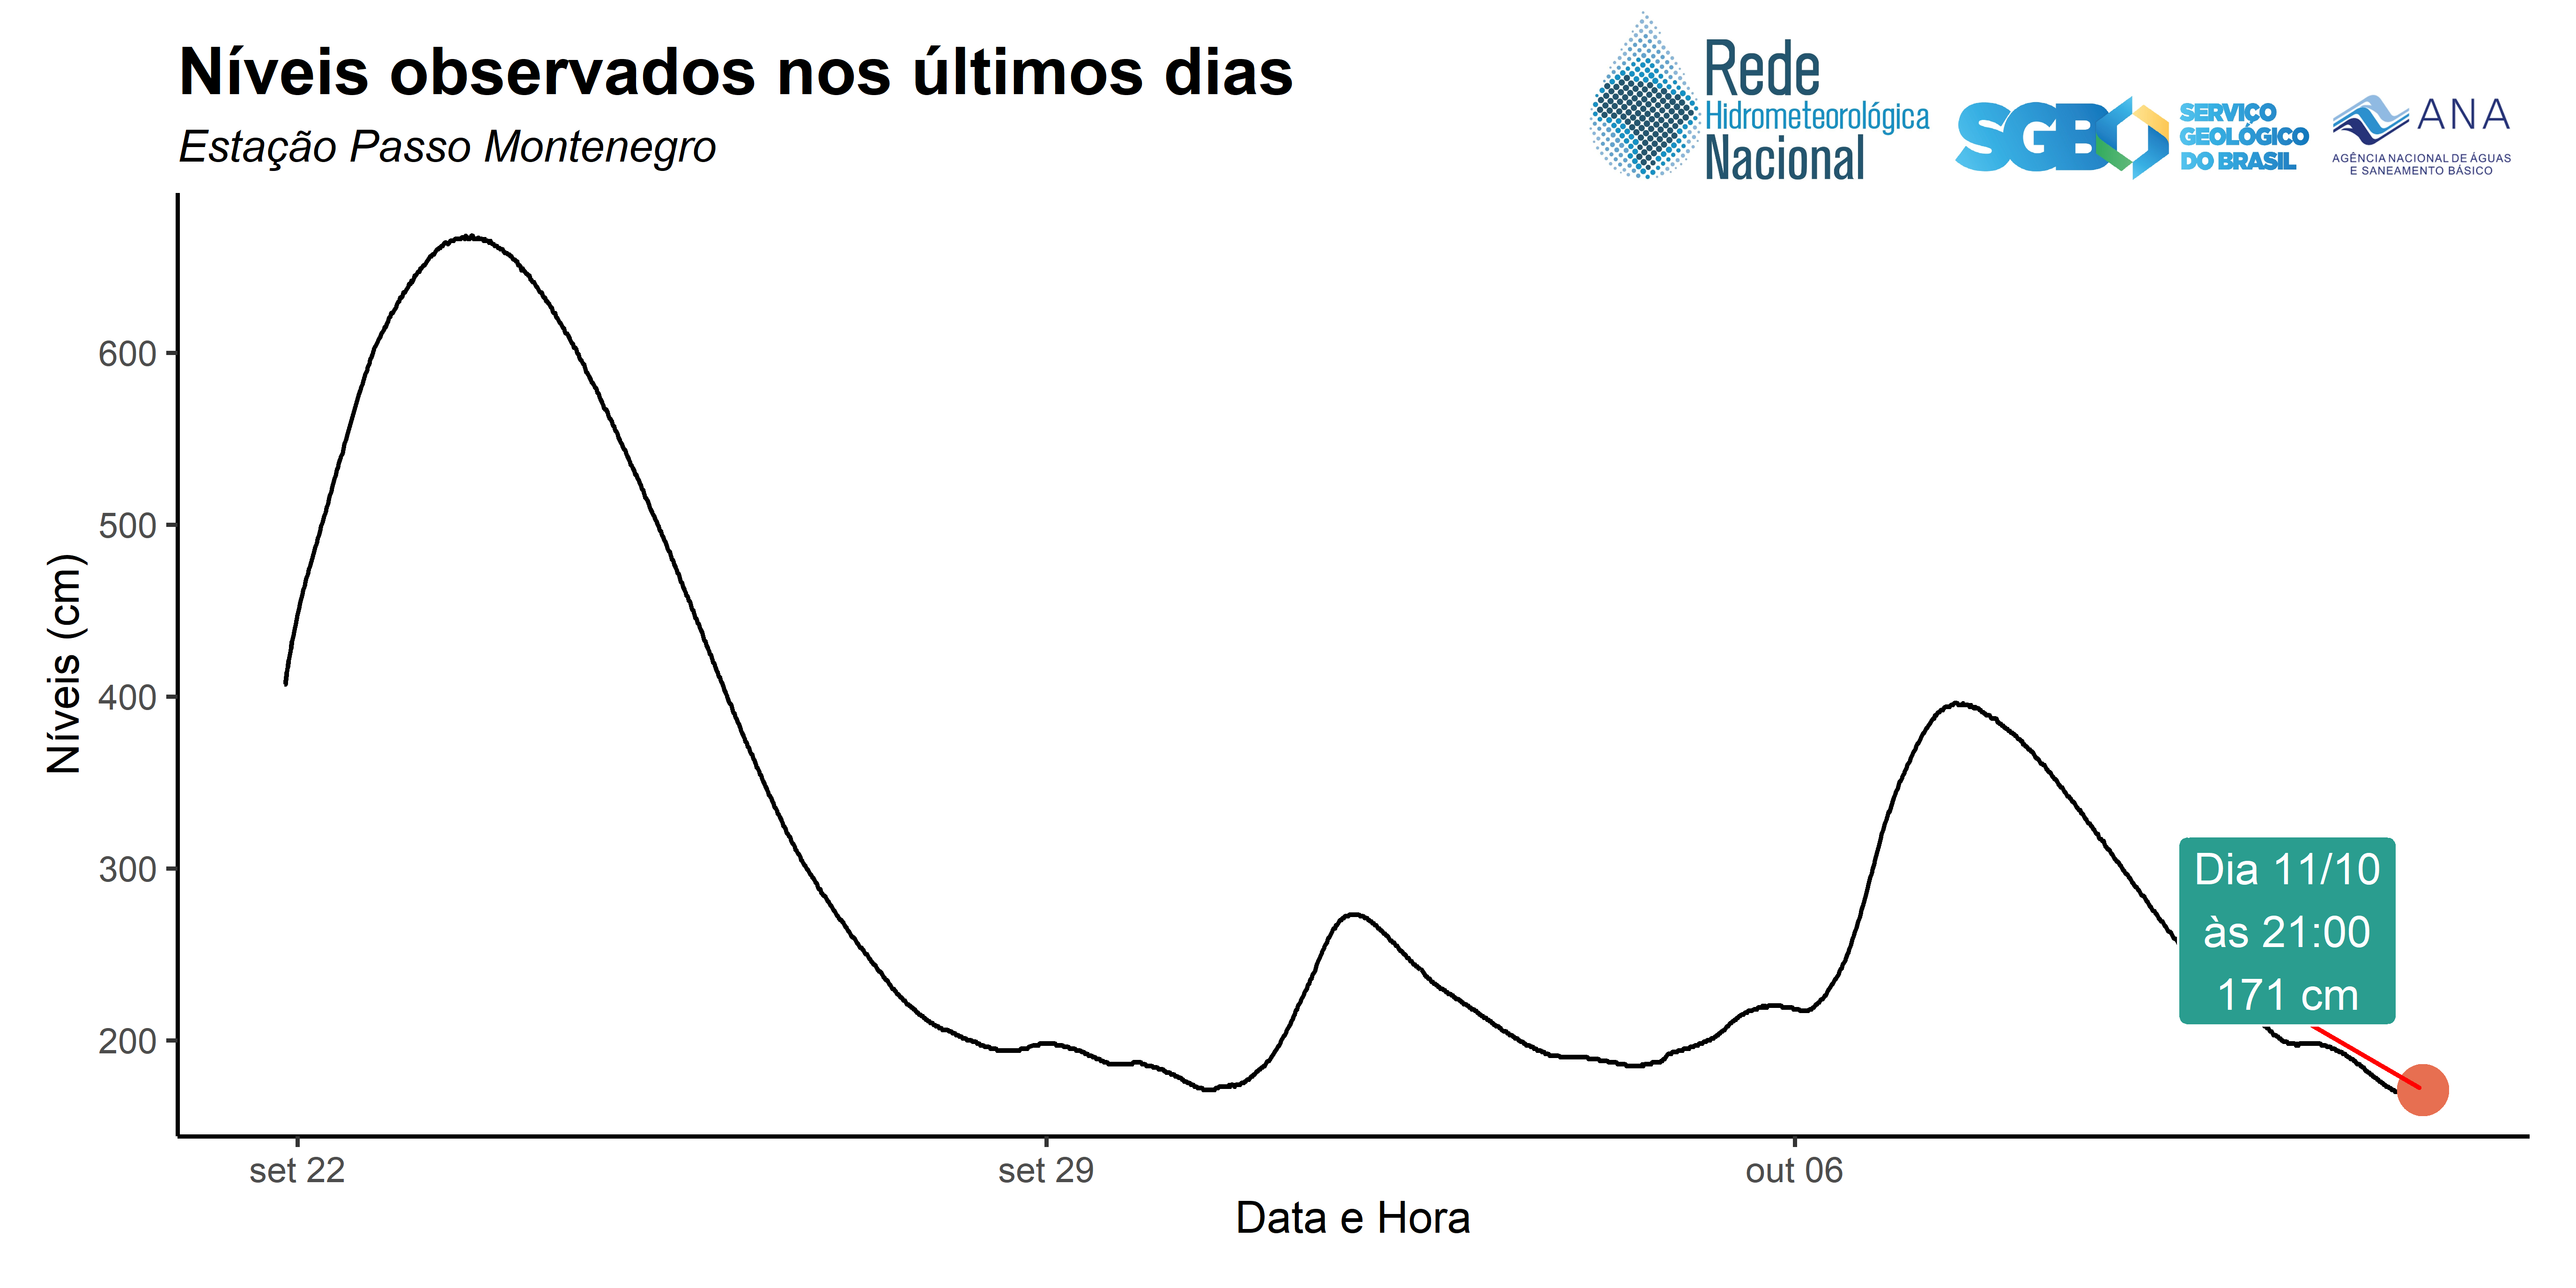 Níveis observados nos últimos dias
Estação Passo Montenegro
Rede
Hidrometeorológica
Nacional
SGB
SERVIÇO
GEOLÓGICO
DO BRASIL
ANA
AGÊNCIA NACIONAL DE ÁGUAS
E SANEAMENTO BÁSICO
Níveis (cm)
600
500
400
300
200
Dia 11/10
às 21:00
171 cm
set 22
set 29
out 06
Data e Hora